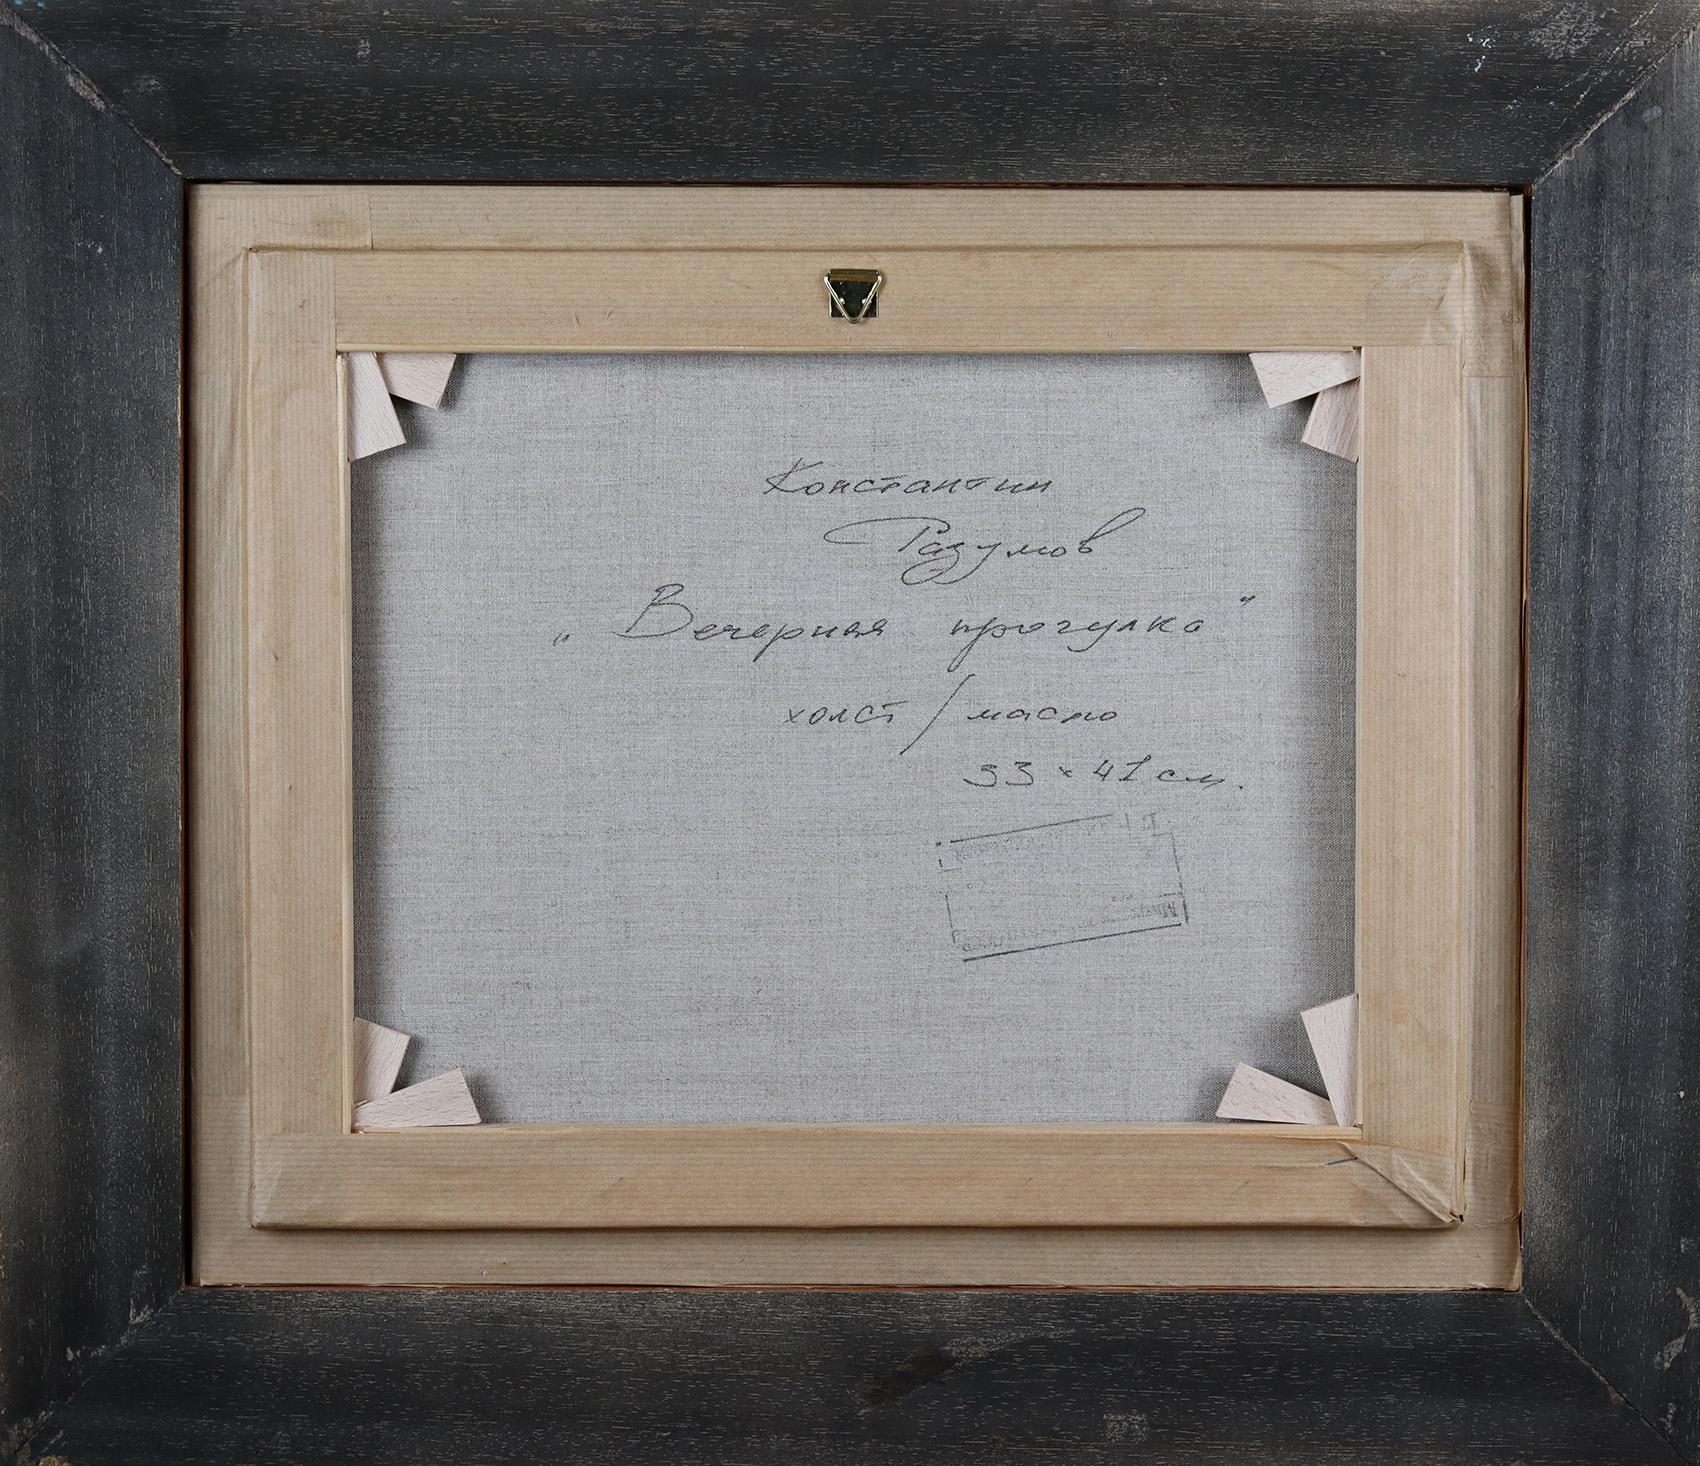 Константин
Разумов
„Вечерняя прогулка"
холст / масло
33 × 41 см.